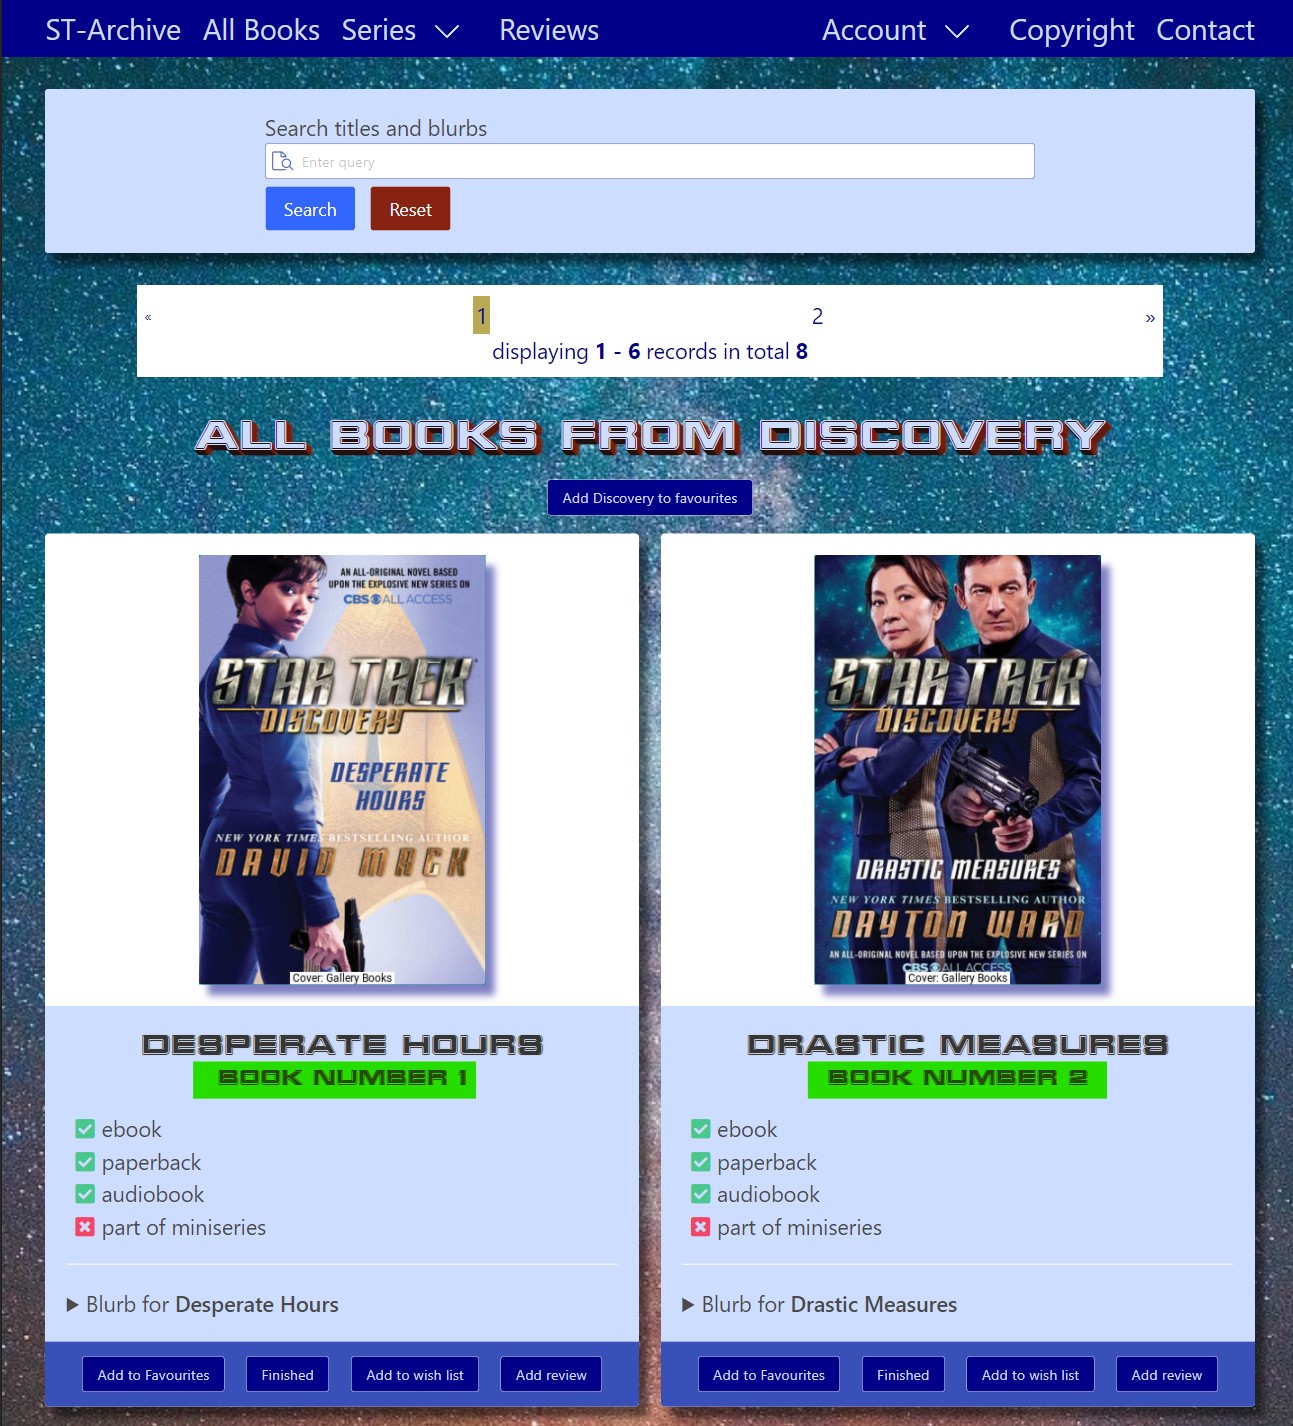 ST-Archive All Books Series Reviews Account Copyright Contact
Search titles and blurbs
Enter query
Search Reset
« 1 2 »
displaying 1 - 6 records in total 8
ALL BOOKS FROM DISCOVERY
Add Discovery to favourites
AN ALL-ORIGINAL NOVEL BASED
UPON THE EXPLOSIVE NEW SERIES ON
CBS ALL ACCESS
STAR TREK
DISCOVERY
DESPERATE
HOURS
NEW YORK TIMES BESTSELLING AUTHOR
DAVID MACK
Cover: Gallery Books
DESPERATE HOURS
BOOK NUMBER 1
ebook
paperback
audiobook
part of miniseries
Blurb for Desperate Hours
Add to Favourites Finished Add to wish list Add review
STAR TREK
DISCOVERY
DRASTIC MEASURES
NEW YORK TIMES BESTSELLING AUTHOR
DAYTON WARD
AN ALL-ORIGINAL NOVEL BASED UPON THE EXPLOSIVE NEW SERIES ON
CBS ALL ACCESS
Cover: Gallery Books
DRASTIC MEASURES
BOOK NUMBER 2
ebook
paperback
audiobook
part of miniseries
Blurb for Drastic Measures
Add to Favourites Finished Add to wish list Add review